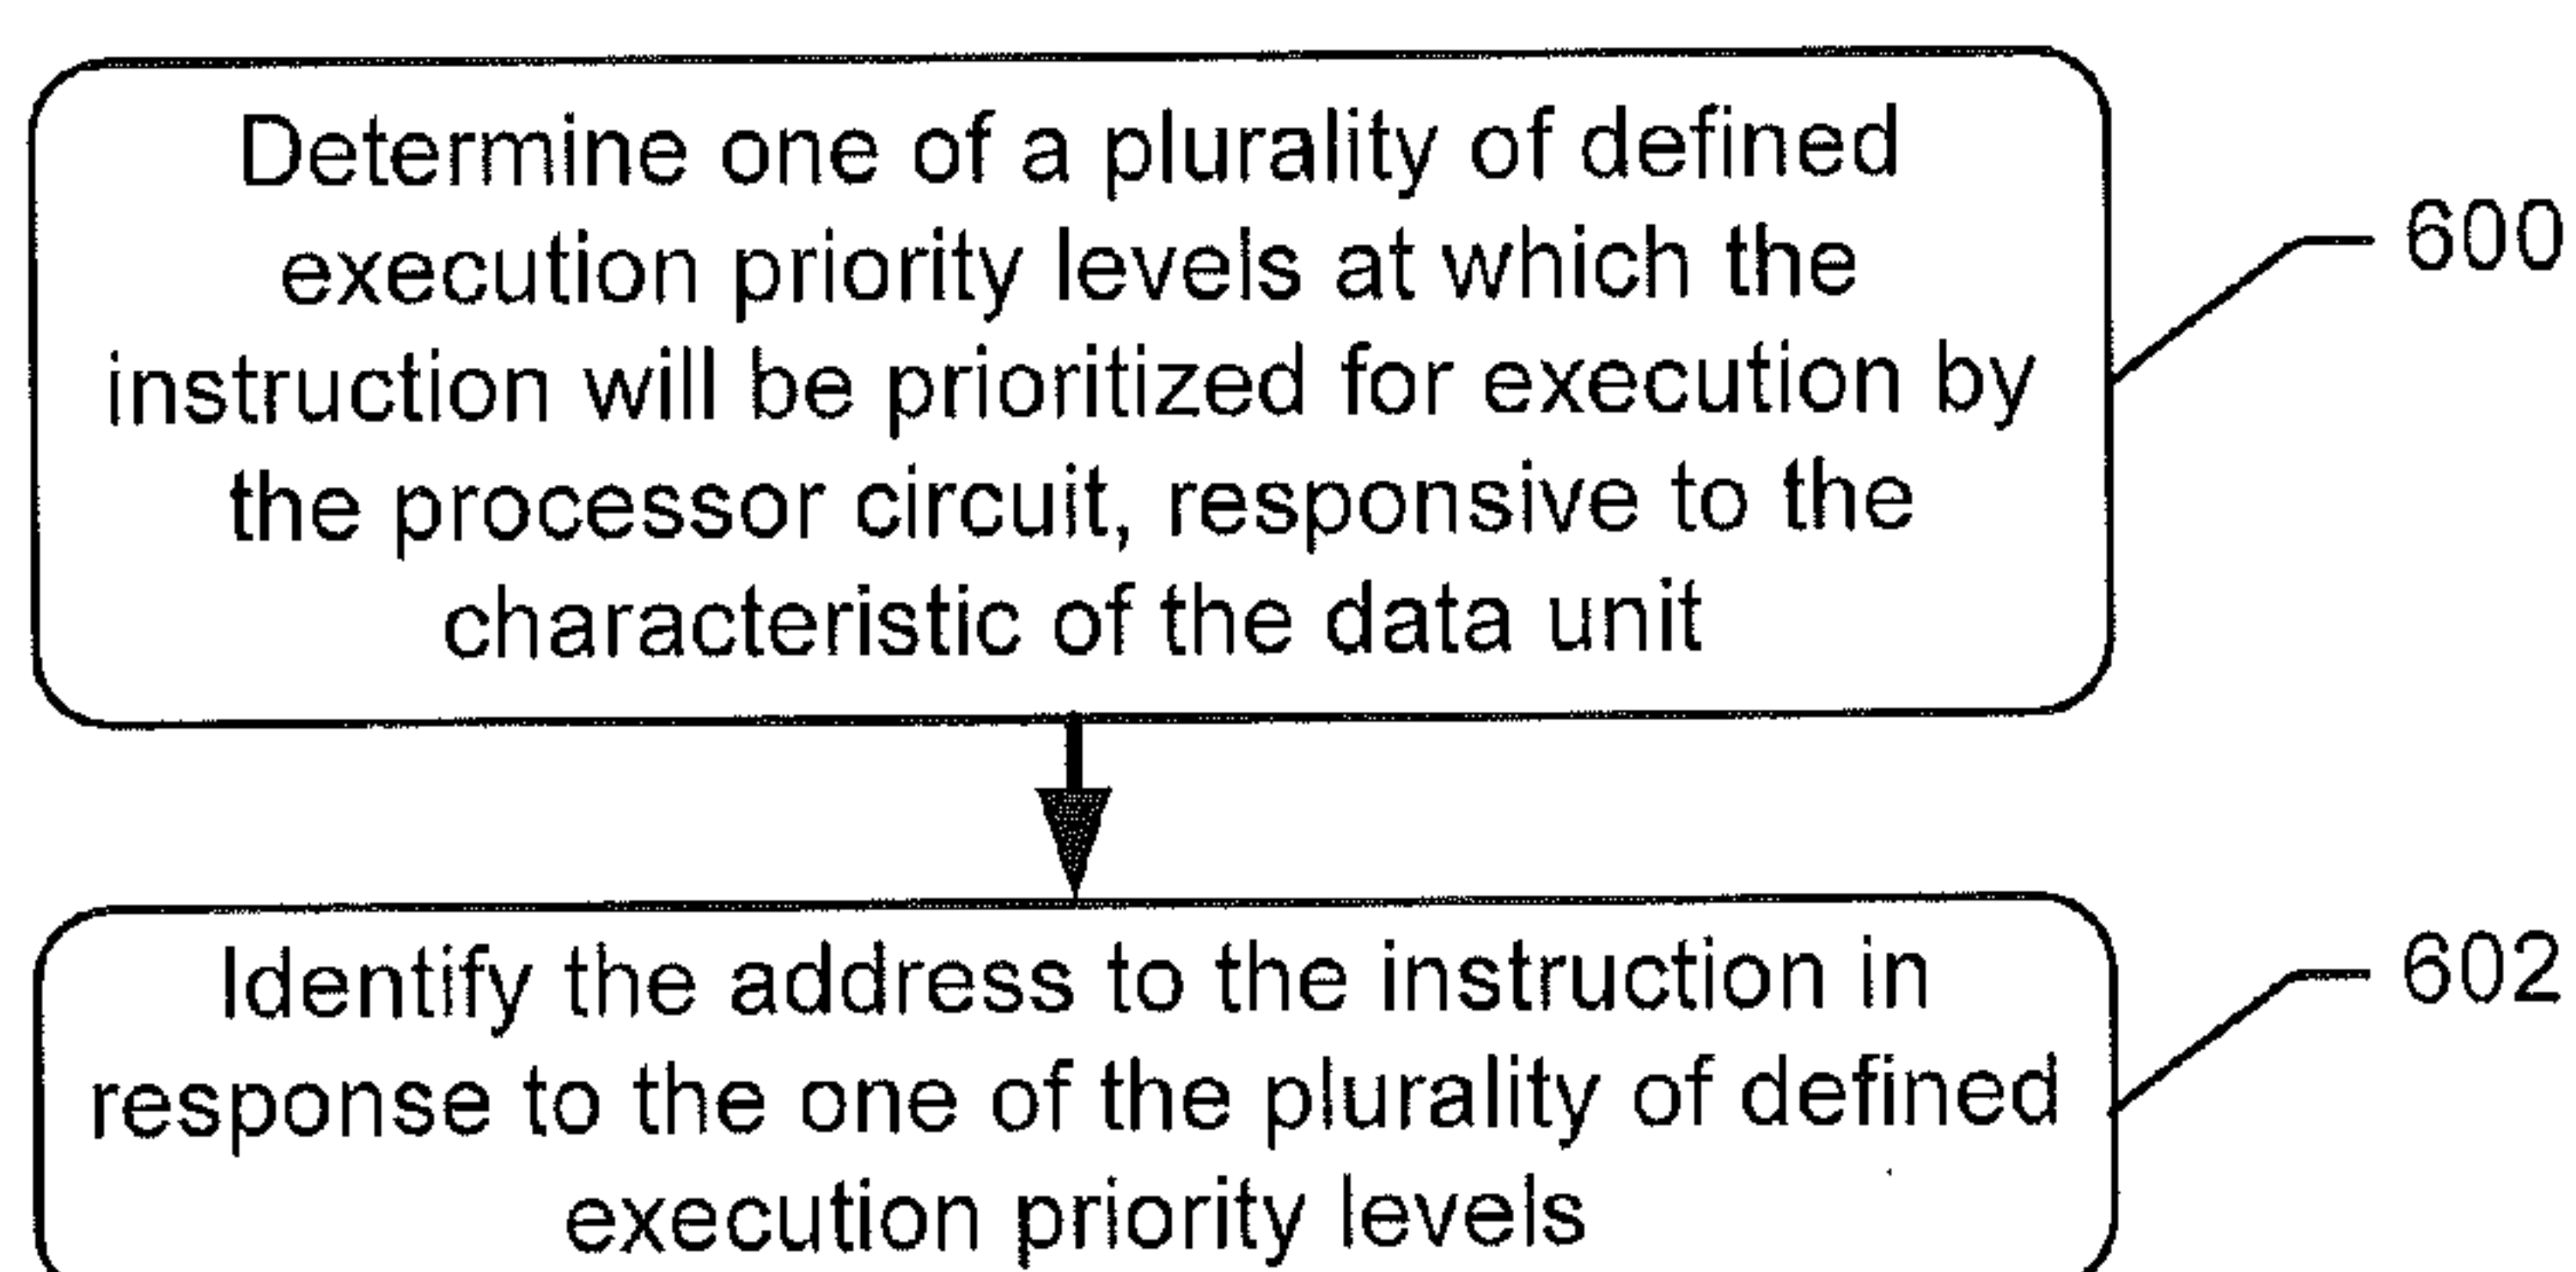 Determine one of a plurality of defined
execution priority levels at which the
instruction will be prioritized for execution by
the processor circuit, responsive to the
characteristic of the data unit
600
Identify the address to the instruction in
response to the one of the plurality of defined
execution priority levels
602